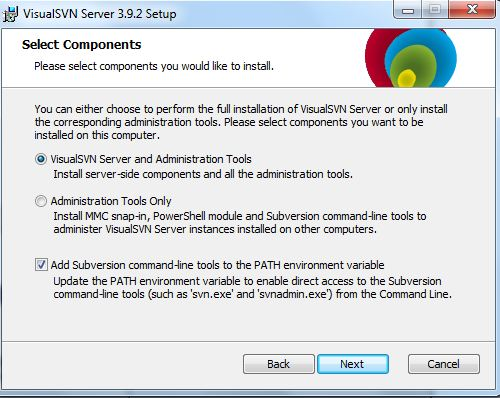 VisualSVN Server 3.9.2 Setup
Select Components
Please select components you would like to install.
You can either choose to perform the full installation of VisualSVN Server or only install
the corresponding administration tools. Please select components you want to be
installed on this computer.
VisualSVN Server and Administration Tools
Install server-side components and all the administration tools.
Administration Tools Only
Install MMC snap-in, PowerShell module and Subversion command-line tools to
administer VisualSVN Server instances installed on other computers.
Add Subversion command-line tools to the PATH environment variable
Update the PATH environment variable to enable direct access to the Subversion
command-line tools (such as 'svn.exe' and 'svnadmin.exe') from the Command Line.
Back Next Cancel